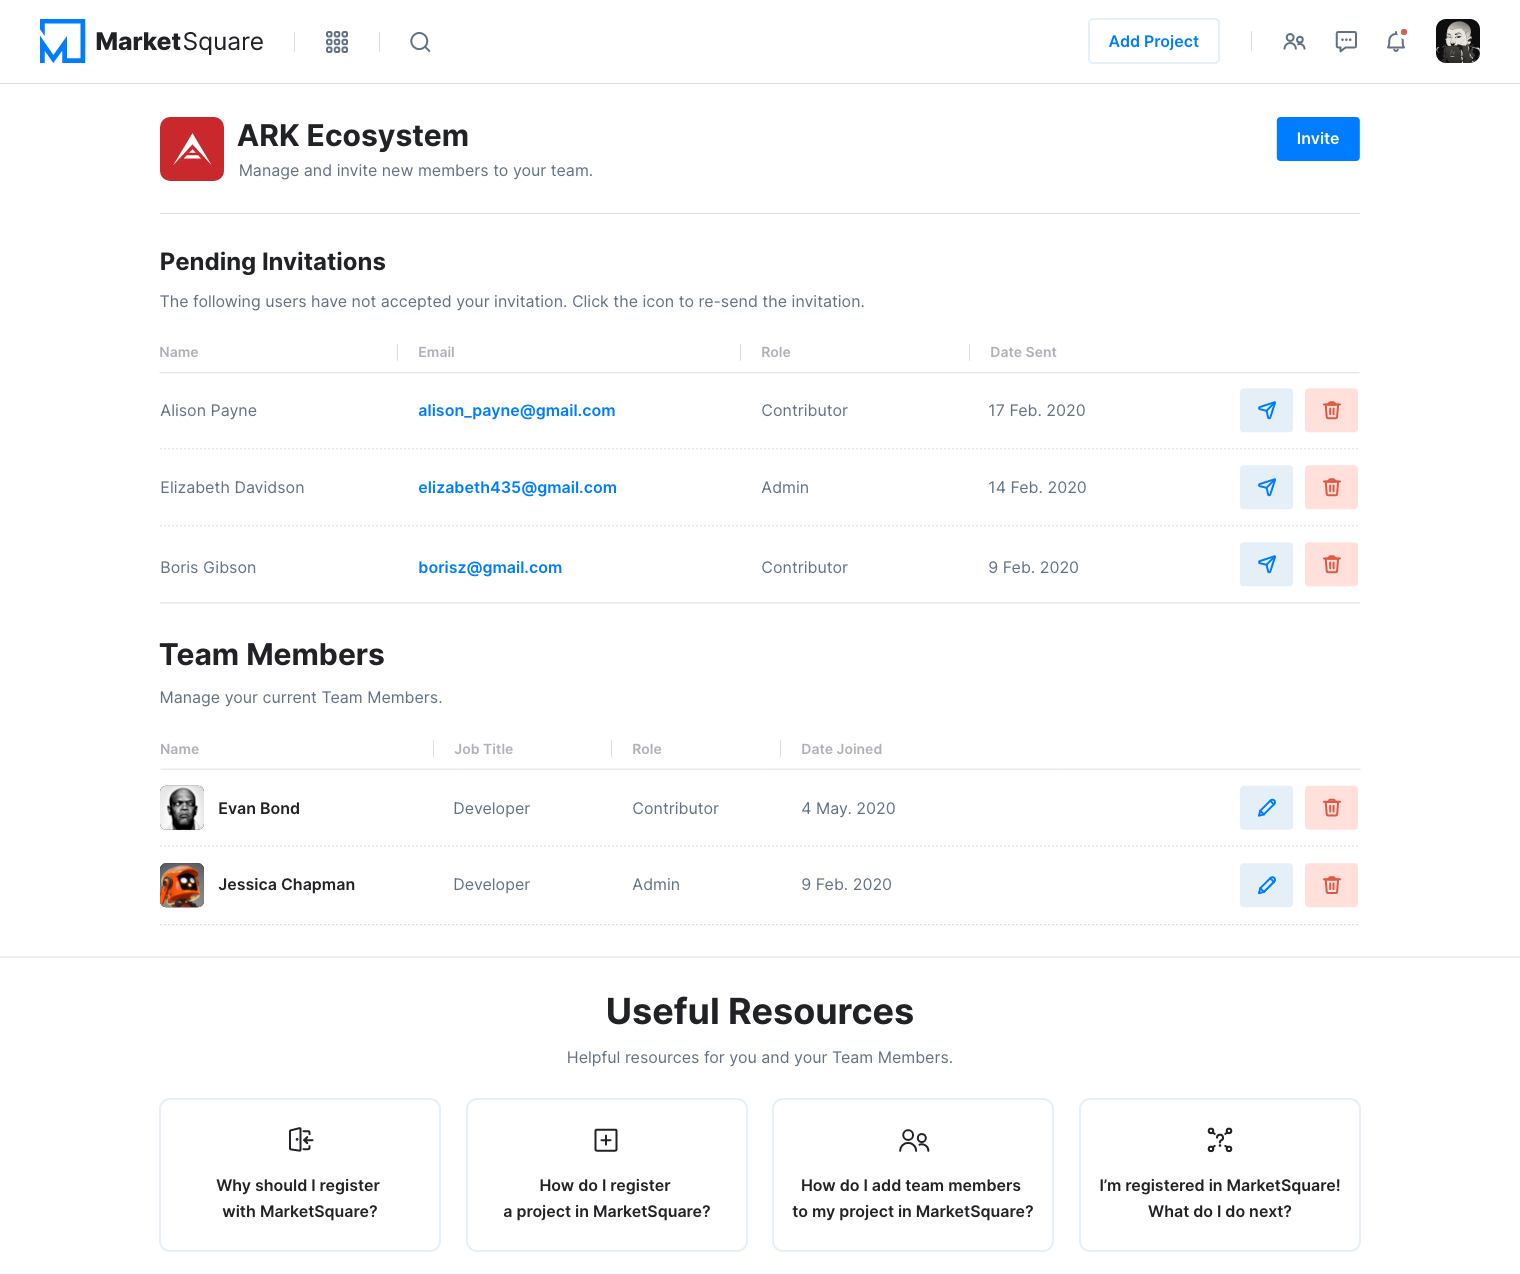 MarketSquare
Add Project
ARK Ecosystem
Manage and invite new members to your team.
Invite
Pending Invitations
The following users have not accepted your invitation. Click the icon to re-send the invitation.
Name Email Role Date Sent
Alison Payne alison_payne@gmail.com Contributor 17 Feb. 2020
Elizabeth Davidson elizabeth435@gmail.com Admin 14 Feb. 2020
Boris Gibson borisz@gmail.com Contributor 9 Feb. 2020
Team Members
Manage your current Team Members.
Name Job Title Role Date Joined
Evan Bond Developer Contributor 4 May. 2020
Jessica Chapman Developer Admin 9 Feb. 2020
Useful Resources
Helpful resources for you and your Team Members.
Why should I register
with MarketSquare?
How do I register
a project in MarketSquare?
How do I add team members
to my project in MarketSquare?
I’m registered in MarketSquare!
What do I do next?